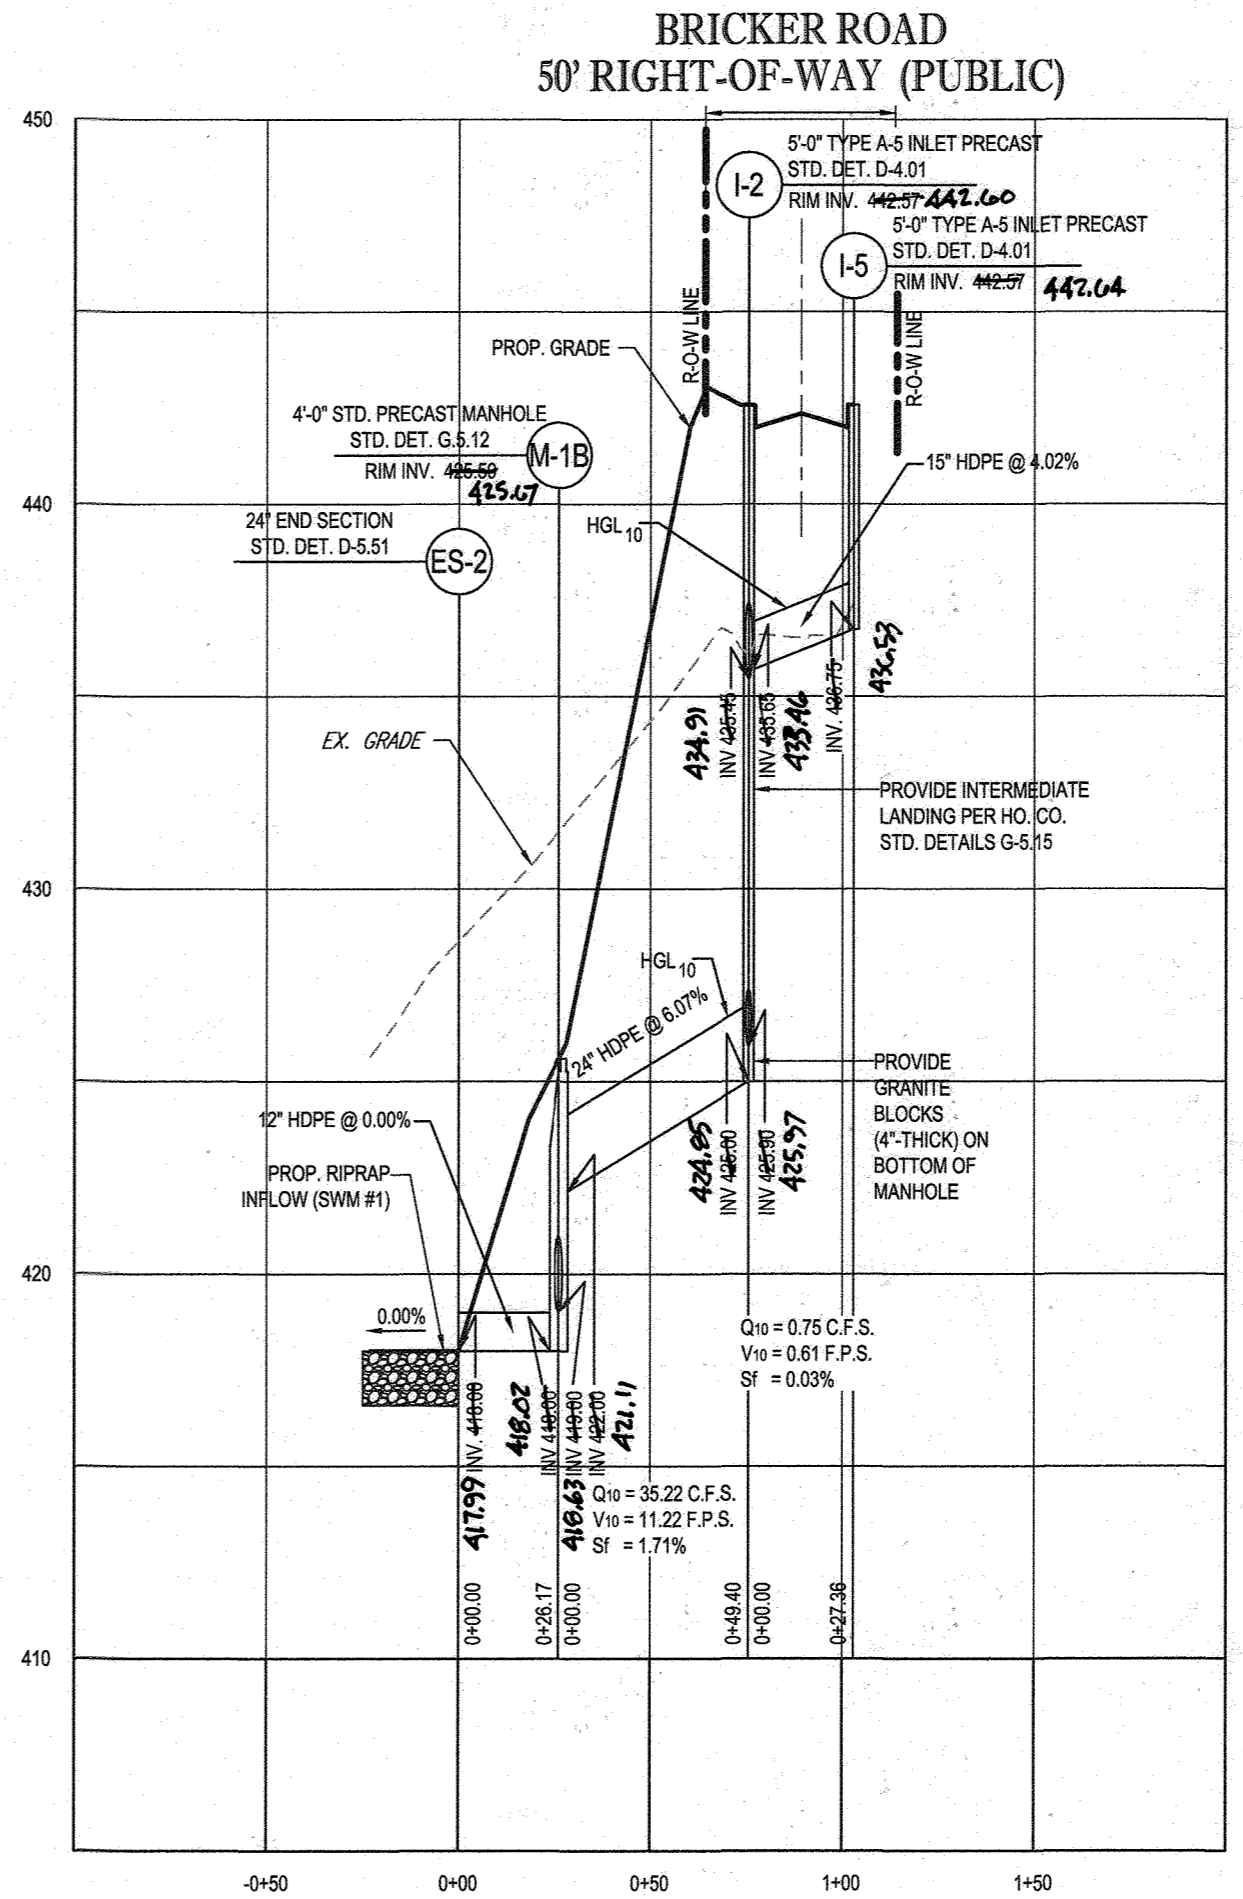 BRICKER ROAD
50' RIGHT-OF-WAY (PUBLIC)
450
5'-0" TYPE A-5 INLET PRECAST
STD. DET. D-4.01
I-2
RIM INV. 442.57 442.60
5'-0" TYPE A-5 INLET PRECAST
STD. DET. D-4.01
I-5
RIM INV. 442.57 442.64
R-O-W LINE
R-O-W LINE
PROP. GRADE
4'-0" STD. PRECAST MANHOLE
STD. DET. G.5.12
M-1B
RIM INV. 425.50
425.67
15" HDPE @ 4.02%
440
24" END SECTION
STD. DET. D-5.51
ES-2
HGL10
434.91
INV 435.45
INV 435.65
433.46
INV. 436.75
436.53
EX. GRADE
PROVIDE INTERMEDIATE
LANDING PER HO. CO.
STD. DETAILS G-5.15
430
HGL10
24" HDPE @ 6.07%
PROVIDE
GRANITE
BLOCKS
(4"-THICK) ON
BOTTOM OF
MANHOLE
12" HDPE @ 0.00%
424.85
INV 425.00
INV 425.90
425.97
PROP. RIPRAP
INFLOW (SWM #1)
420
0.00%
Q10 = 0.75 C.F.S.
V10 = 0.61 F.P.S.
Sf = 0.03%
417.99
INV. 418.00
418.02
INV 418.00
418.63
INV 419.00
INV 422.00
421.11
Q10 = 35.22 C.F.S.
V10 = 11.22 F.P.S.
Sf = 1.71%
0+00.00
0+26.17
0+00.00
0+49.40
0+00.00
0+27.36
410
-0+50
0+00
0+50
1+00
1+50